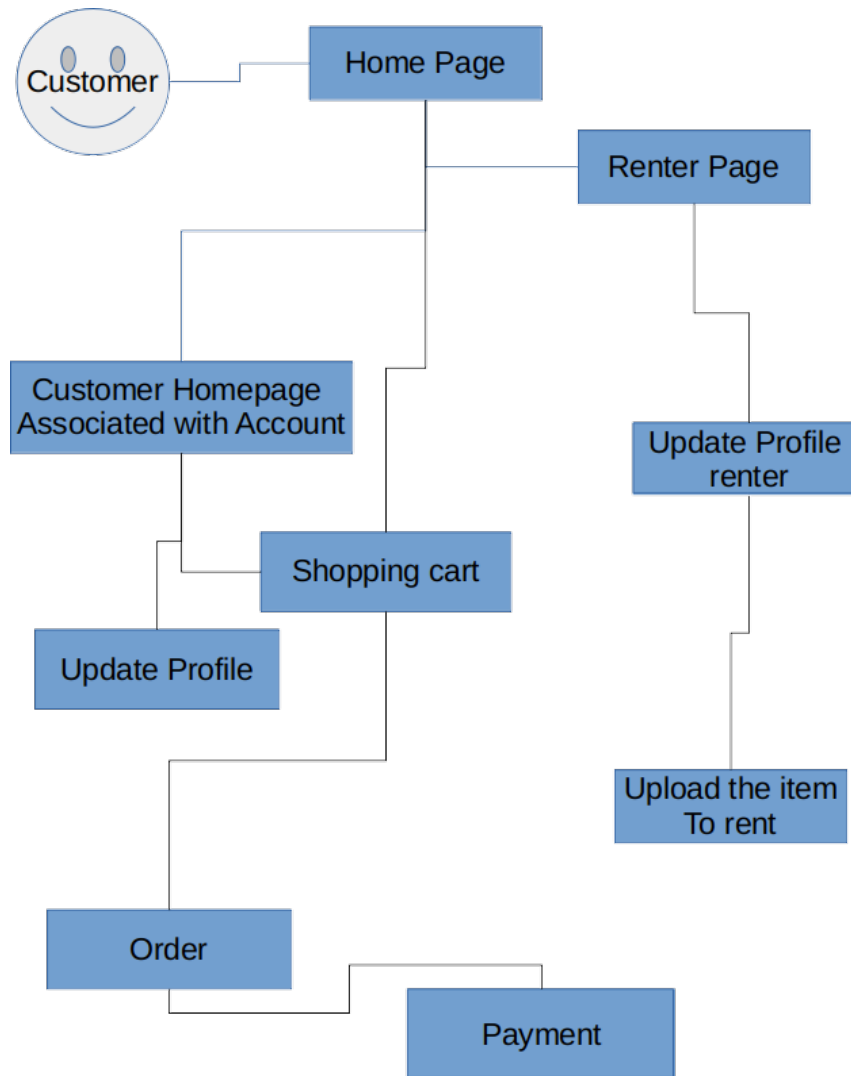 Customer
Home Page
Renter Page
Customer Homepage
Associated with Account
Update Profile
renter
Shopping cart
Update Profile
Upload the item
To rent
Order
Payment